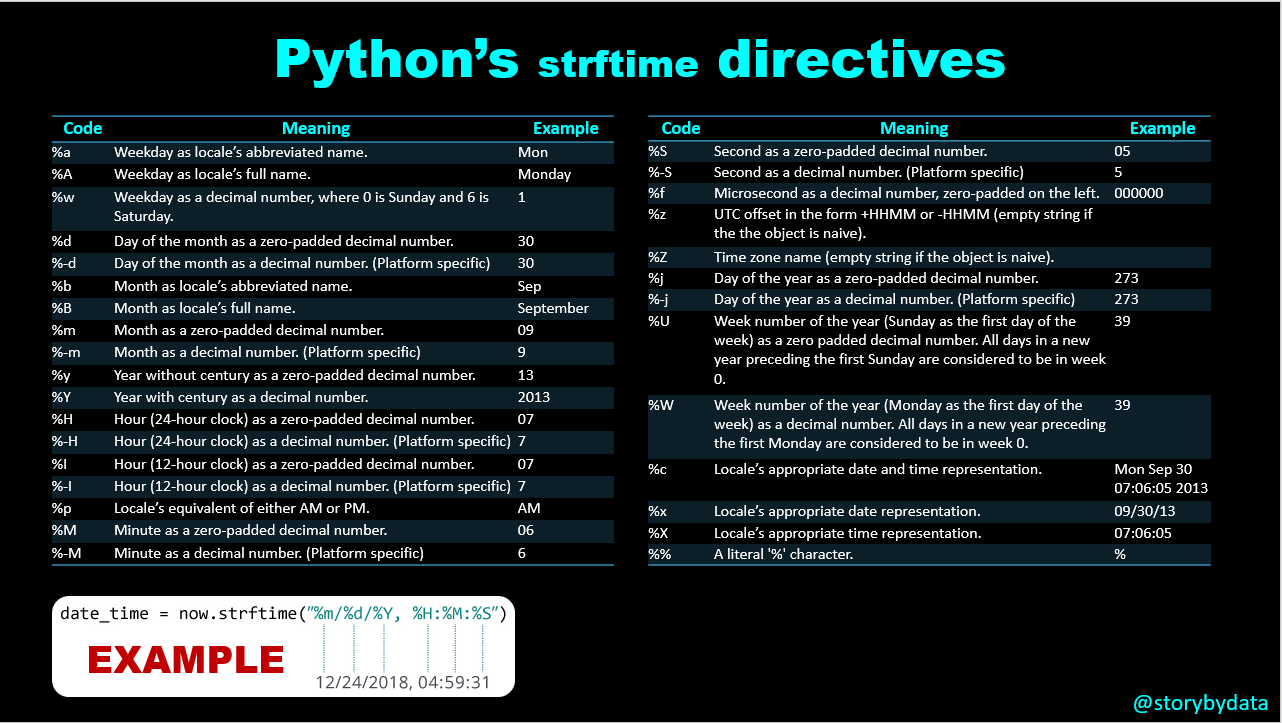 Python’s strftime directives
Code Meaning Example
%a Weekday as locale’s abbreviated name. Mon
%A Weekday as locale’s full name. Monday
%w Weekday as a decimal number, where 0 is Sunday and 6 is 1
Saturday.
%d Day of the month as a zero-padded decimal number. 30
%-d Day of the month as a decimal number. (Platform specific) 30
%b Month as locale’s abbreviated name. Sep
%B Month as locale’s full name. September
%m Month as a zero-padded decimal number. 09
%-m Month as a decimal number. (Platform specific) 9
%y Year without century as a zero-padded decimal number. 13
%Y Year with century as a decimal number. 2013
%H Hour (24-hour clock) as a zero-padded decimal number. 07
%-H Hour (24-hour clock) as a decimal number. (Platform specific) 7
%I Hour (12-hour clock) as a zero-padded decimal number. 07
%-I Hour (12-hour clock) as a decimal number. (Platform specific) 7
%p Locale’s equivalent of either AM or PM. AM
%M Minute as a zero-padded decimal number. 06
%-M Minute as a decimal number. (Platform specific) 6
Code Meaning Example
%S Second as a zero-padded decimal number. 05
%-S Second as a decimal number. (Platform specific) 5
%f Microsecond as a decimal number, zero-padded on the left. 000000
%z UTC offset in the form +HHMM or -HHMM (empty string if
the the object is naive).
%Z Time zone name (empty string if the object is naive).
%j Day of the year as a zero-padded decimal number. 273
%-j Day of the year as a decimal number. (Platform specific) 273
%U Week number of the year (Sunday as the first day of the 39
week) as a zero padded decimal number. All days in a new
year preceding the first Sunday are considered to be in week
0.
%W Week number of the year (Monday as the first day of the 39
week) as a decimal number. All days in a new year preceding
the first Monday are considered to be in week 0.
%c Locale’s appropriate date and time representation. Mon Sep 30
07:06:05 2013
%x Locale’s appropriate date representation. 09/30/13
%X Locale’s appropriate time representation. 07:06:05
%% A literal '%' character. %
date_time = now.strftime("%m/%d/%Y, %H:%M:%S")
EXAMPLE
12/24/2018, 04:59:31
@storybydata